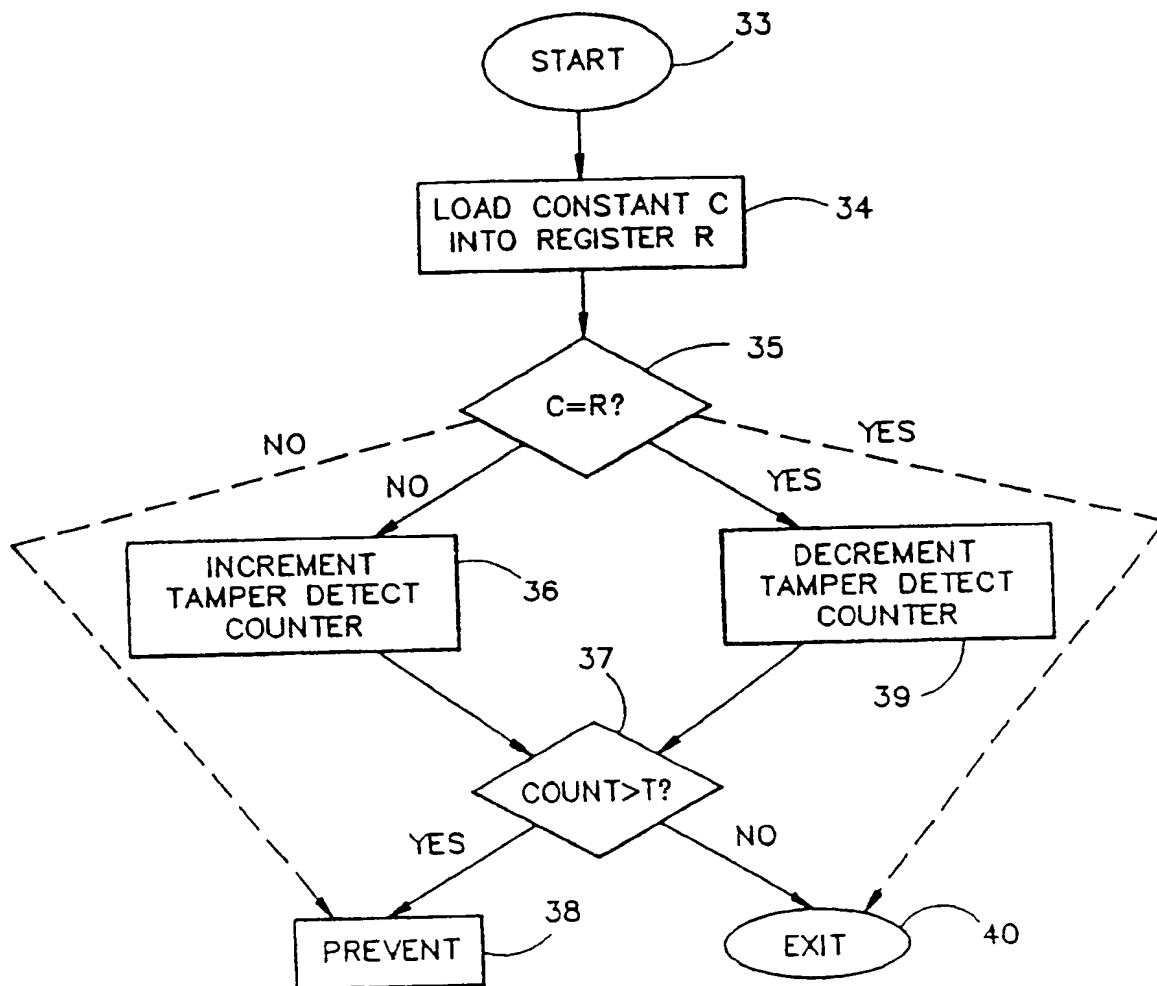 START
33
LOAD CONSTANT C
INTO REGISTER R
34
C=R?
35
NO
YES
NO
YES
INCREMENT
TAMPER DETECT
COUNTER
36
DECREMENT
TAMPER DETECT
COUNTER
39
37
COUNT>T?
YES
NO
PREVENT
38
EXIT
40